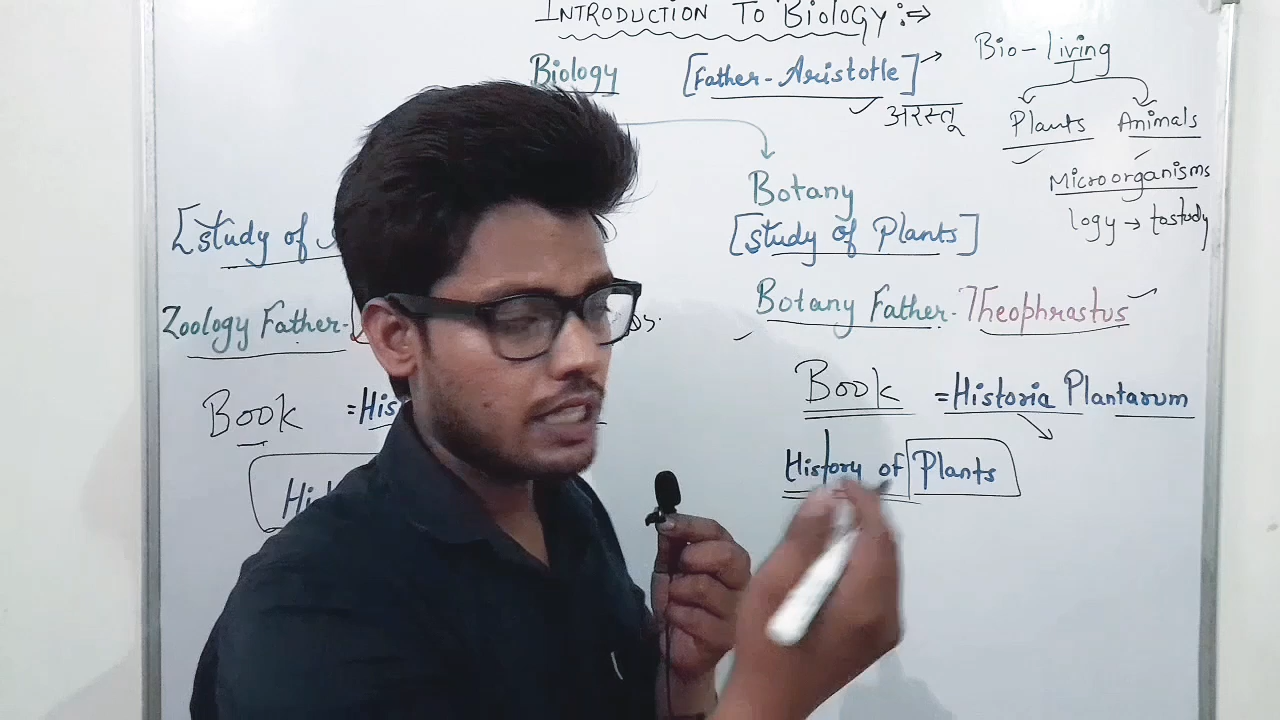 INTRODUCTION TO BIOLOGY :- ⇒
Biology [Father - Aristotle] →
अरस्तू
Bio - living
Plants Animals
Microorganisms
logy → to study
Botany
[study of
[study of Plants]
Zoology Father -
Botany Father - Theophrastus
Book = His
Book = Historia Plantarum
History of Plants